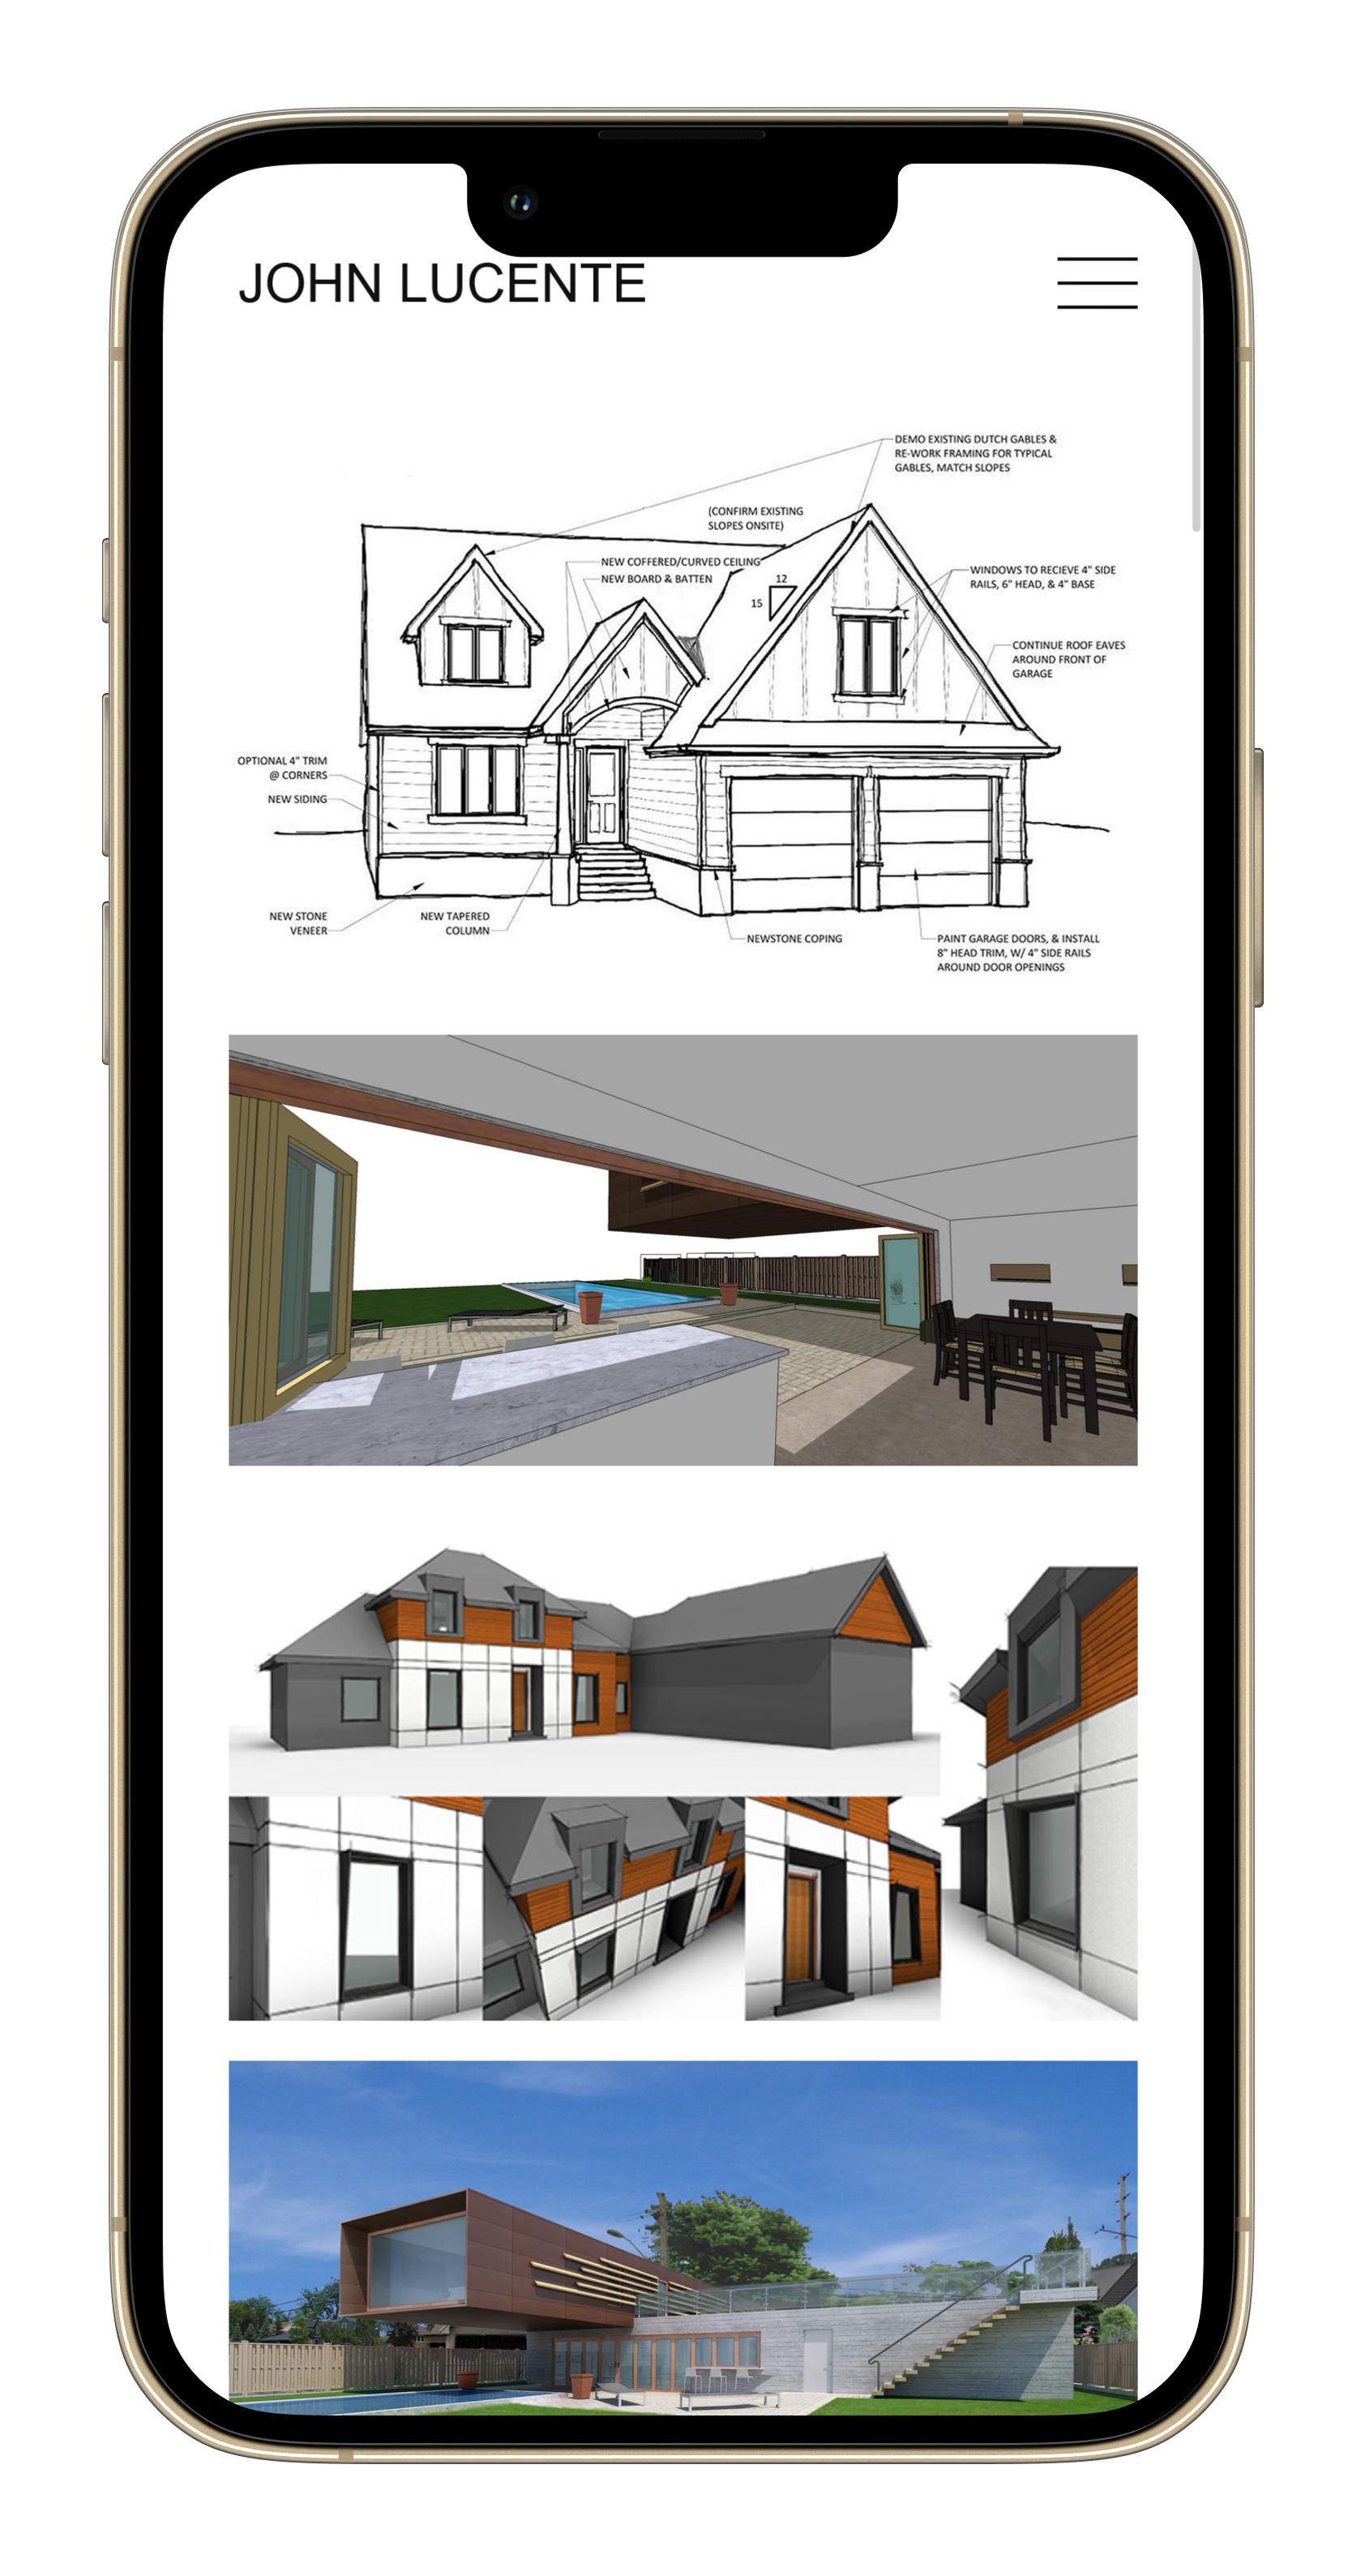 JOHN LUCENTE
DEMO EXISTING DUTCH GABLES &
RE-WORK FRAMING FOR TYPICAL
GABLES, MATCH SLOPES
(CONFIRM EXISTING
SLOPES ONSITE)
NEW COFFERED/CURVED CEILING
NEW BOARD & BATTEN
12
15
WINDOWS TO RECIEVE 4" SIDE
RAILS, 6" HEAD, & 4" BASE
CONTINUE ROOF EAVES
AROUND FRONT OF
GARAGE
OPTIONAL 4" TRIM
@ CORNERS
NEW SIDING
NEW STONE
VENEER
NEW TAPERED
COLUMN
NEWSTONE COPING
PAINT GARAGE DOORS, & INSTALL
8" HEAD TRIM, W/ 4" SIDE RAILS
AROUND DOOR OPENINGS